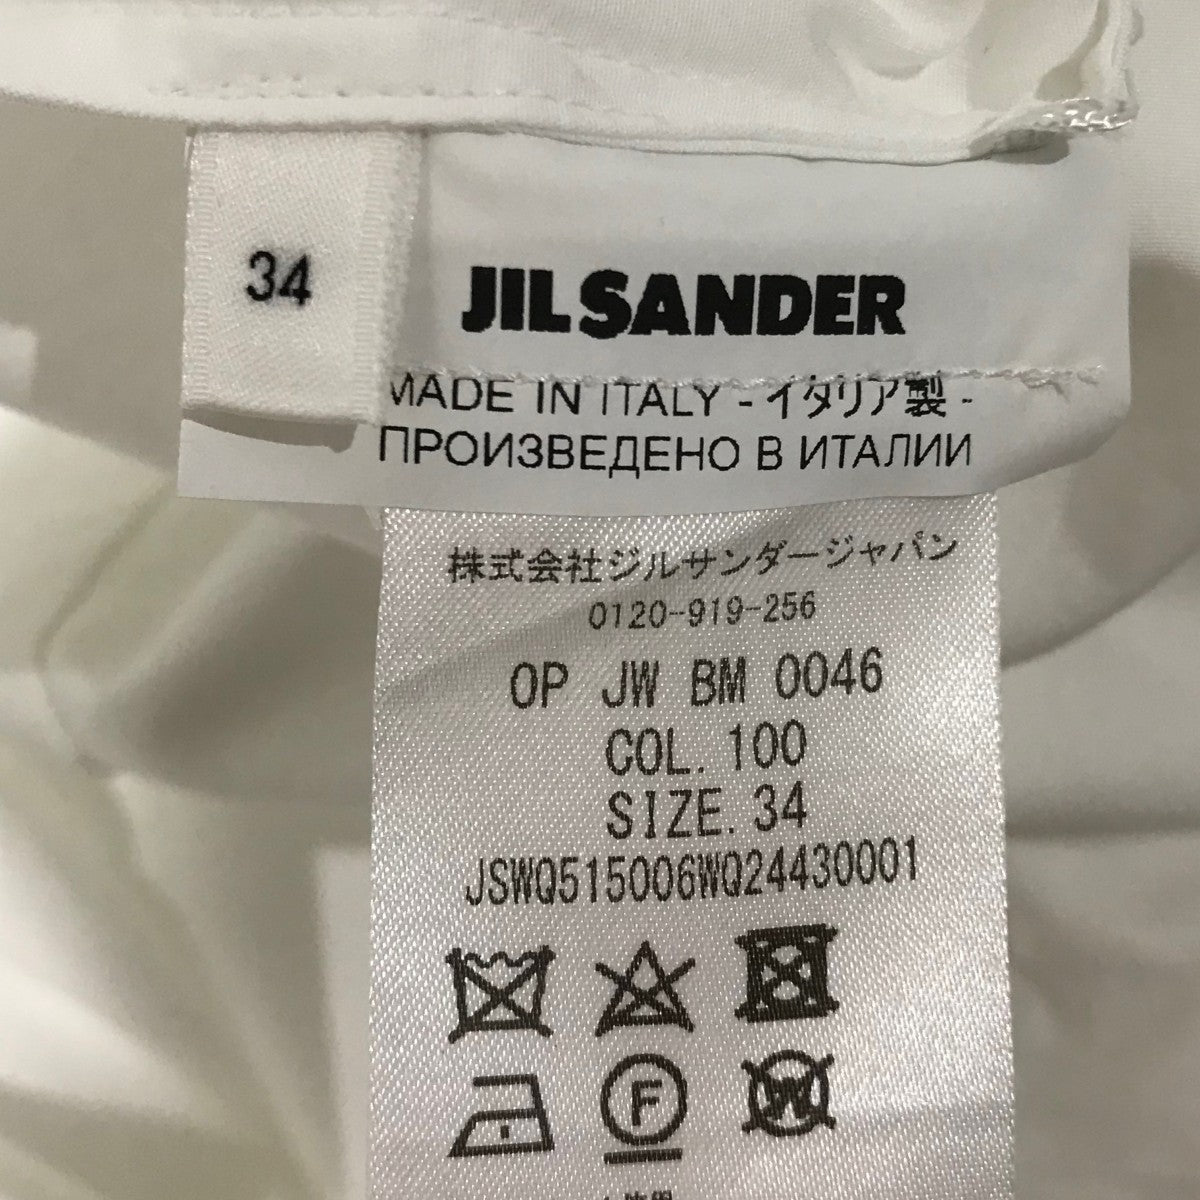 34
JIL SANDER
MADE IN ITALY - イタリア製 -
ПРОИЗВЕДЕНО В ИТАЛИИ
株式会社ジルサンダージャパン
0120-919-256
OP JW BM 0046
COL. 100
SIZE. 34
JSWQ515006WQ24430001
F
W